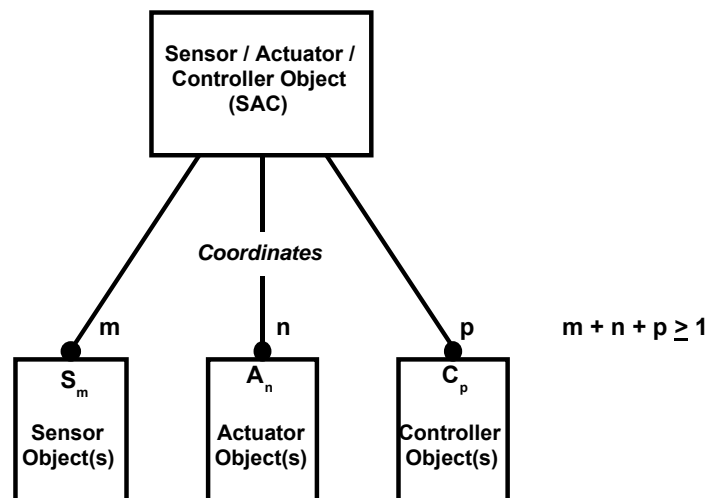 Sensor / Actuator /
Controller Object
(SAC)
Coordinates
m n p m + n + p ≥ 1
Sm An Cp
Sensor Actuator Controller
Object(s) Object(s) Object(s)